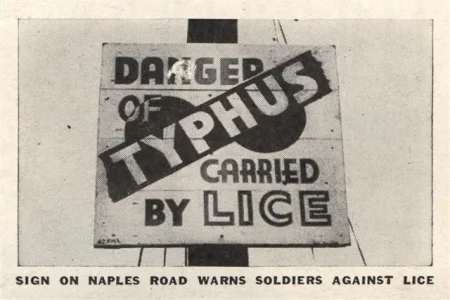 DANGER
OF
TYPHUS
CARRIED
BY LICE
SIGN ON NAPLES ROAD WARNS SOLDIERS AGAINST LICE